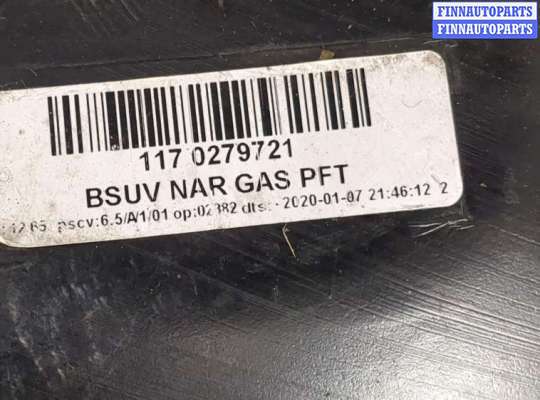 FINNAUTOPARTS
FINNAUTOPARTS
117 0279721
BSUV NAR GAS PFT
pscv:6.5/A/1/01 op:02882 dts: - 2020-01-07 21:46:12 2